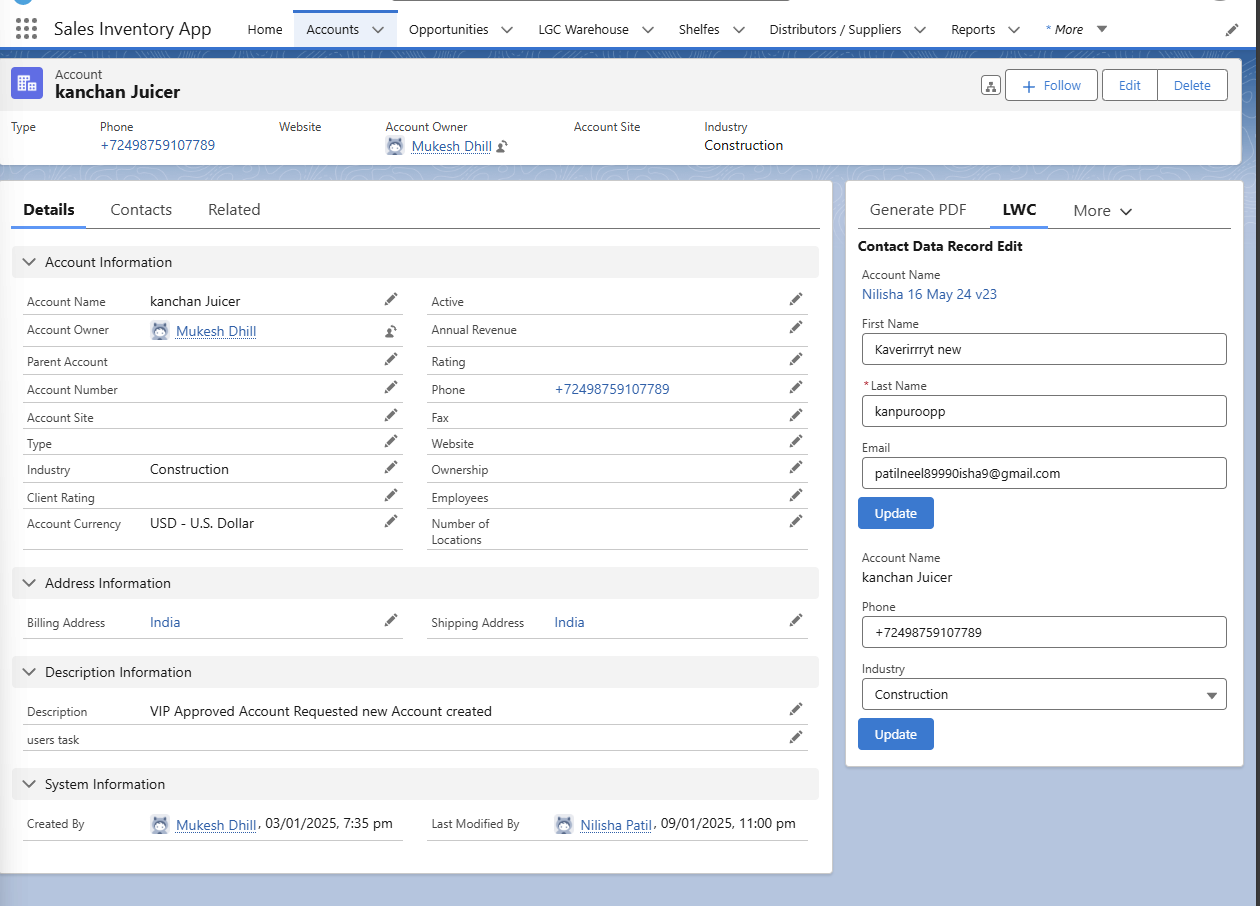 Sales Inventory App
Home
Accounts
Opportunities
LGC Warehouse
Shelfes
Distributors / Suppliers
Reports
* More
Account
kanchan Juicer
Follow
Edit
Delete
Type
Phone
+72498759107789
Website
Account Owner
Mukesh Dhill
Account Site
Industry
Construction
Details
Contacts
Related
Account Information
Account Name
kanchan Juicer
Active
Account Owner
Mukesh Dhill
Annual Revenue
Parent Account
Rating
Account Number
Phone
+72498759107789
Account Site
Fax
Type
Website
Industry
Construction
Ownership
Client Rating
Employees
Account Currency
USD - U.S. Dollar
Number of
Locations
Address Information
Billing Address
India
Shipping Address
India
Description Information
Description
VIP Approved Account Requested new Account created
users task
System Information
Created By
Mukesh Dhill, 03/01/2025, 7:35 pm
Last Modified By
Nilisha Patil, 09/01/2025, 11:00 pm
Generate PDF
LWC
More
Contact Data Record Edit
Account Name
Nilisha 16 May 24 v23
First Name
Kaverirrryt new
*Last Name
kanpuroopp
Email
patilneel89990isha9@gmail.com
Update
Account Name
kanchan Juicer
Phone
+72498759107789
Industry
Construction
Update